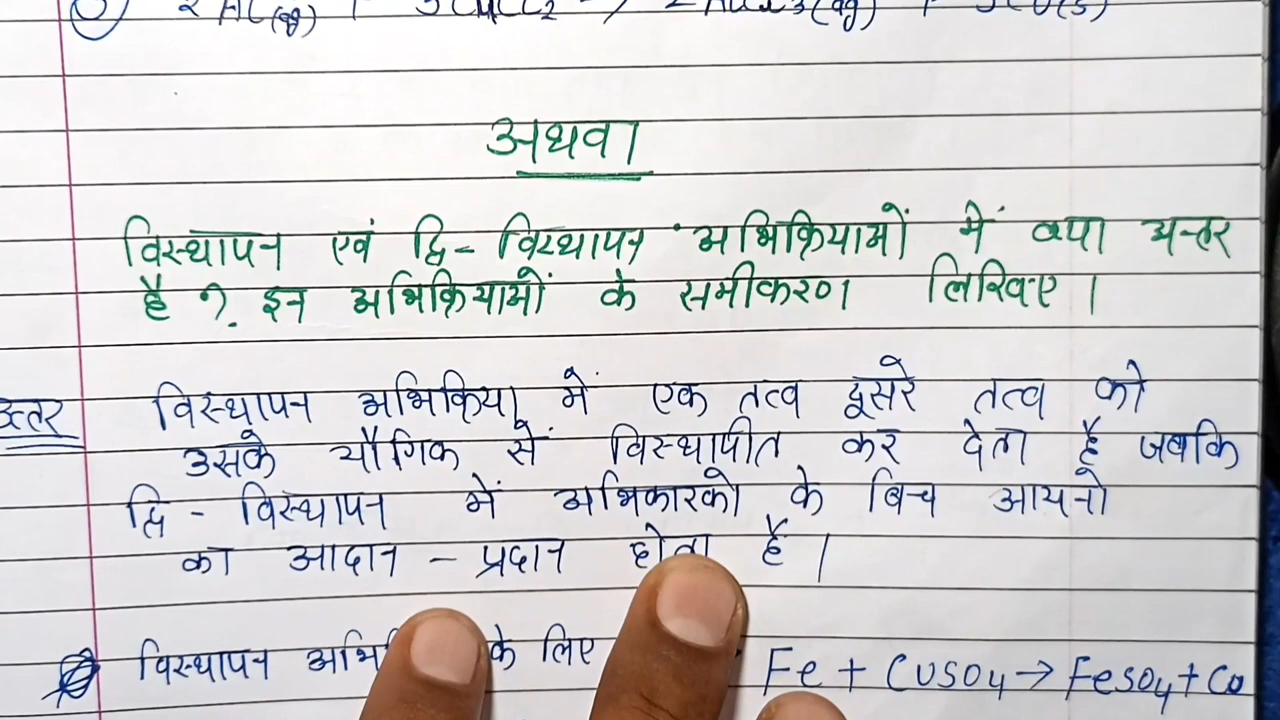 अथवा
विस्थापन एवं द्वि - विस्थापन अभिक्रियाओं में क्या अन्तर
है ? इन अभिक्रियाओं के समीकरण लिखिए ।
उत्तर विस्थापन अभिक्रिया में एक तत्व दूसरे तत्व को
उसके यौगिक सें विस्थापीत कर देता है जबकि
द्वि - विस्थापन में अभिकारको के बिच आयनो
का आदान - प्रदान होता है ।
विस्थापन के लिए Fe + CuSO4 → FeSO4 + Cu